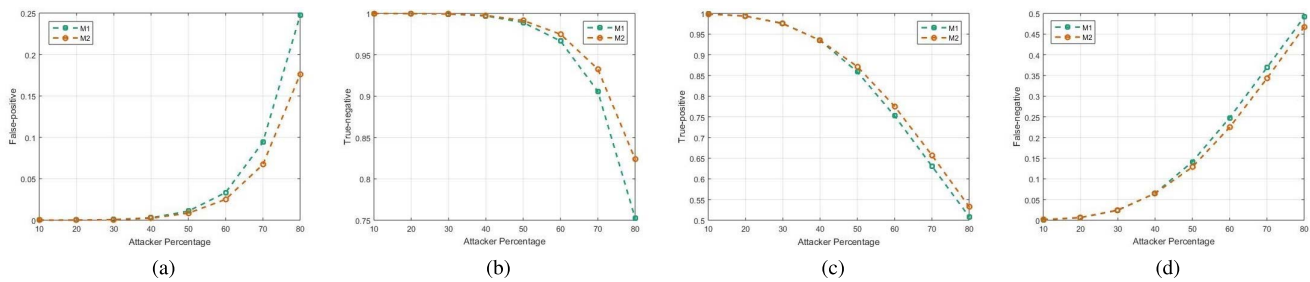 False-positive
0.25
0.2
0.15
0.1
0.05
0
M1
M2
10 20 30 40 50 60 70 80
Attacker Percentage
(a)
True-negative
1
0.95
0.9
0.85
0.8
0.75
M1
M2
10 20 30 40 50 60 70 80
Attacker Percentage
(b)
True-positive
1
0.95
0.9
0.85
0.8
0.75
0.7
0.65
0.6
0.55
0.5
M1
M2
10 20 30 40 50 60 70 80
Attacker Percentage
(c)
False-negative
0.5
0.45
0.4
0.35
0.3
0.25
0.2
0.15
0.1
0.05
0
M1
M2
10 20 30 40 50 60 70 80
Attacker Percentage
(d)